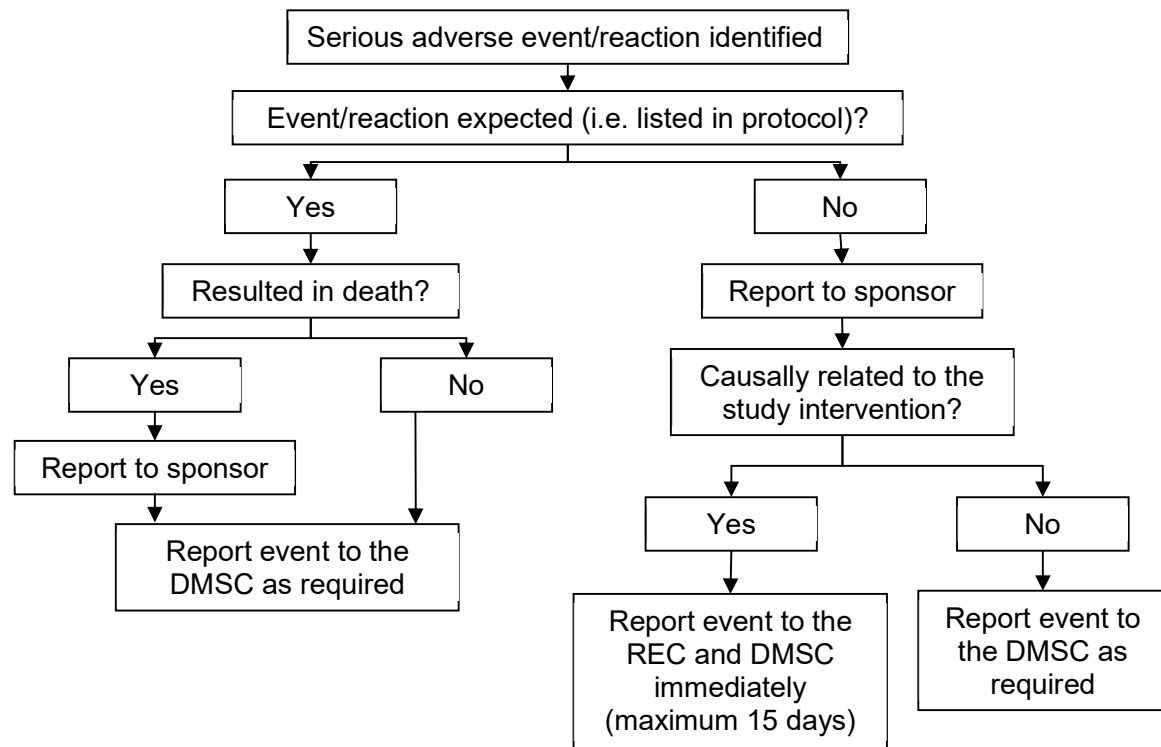 Serious adverse event/reaction identified
Event/reaction expected (i.e. listed in protocol)?
Yes
No
Resulted in death?
Report to sponsor
Yes
No
Causally related to the
study intervention?
Report to sponsor
Yes
No
Report event to the
DMSC as required
Report event to the
REC and DMSC
immediately
(maximum 15 days)
Report event to
the DMSC as
required